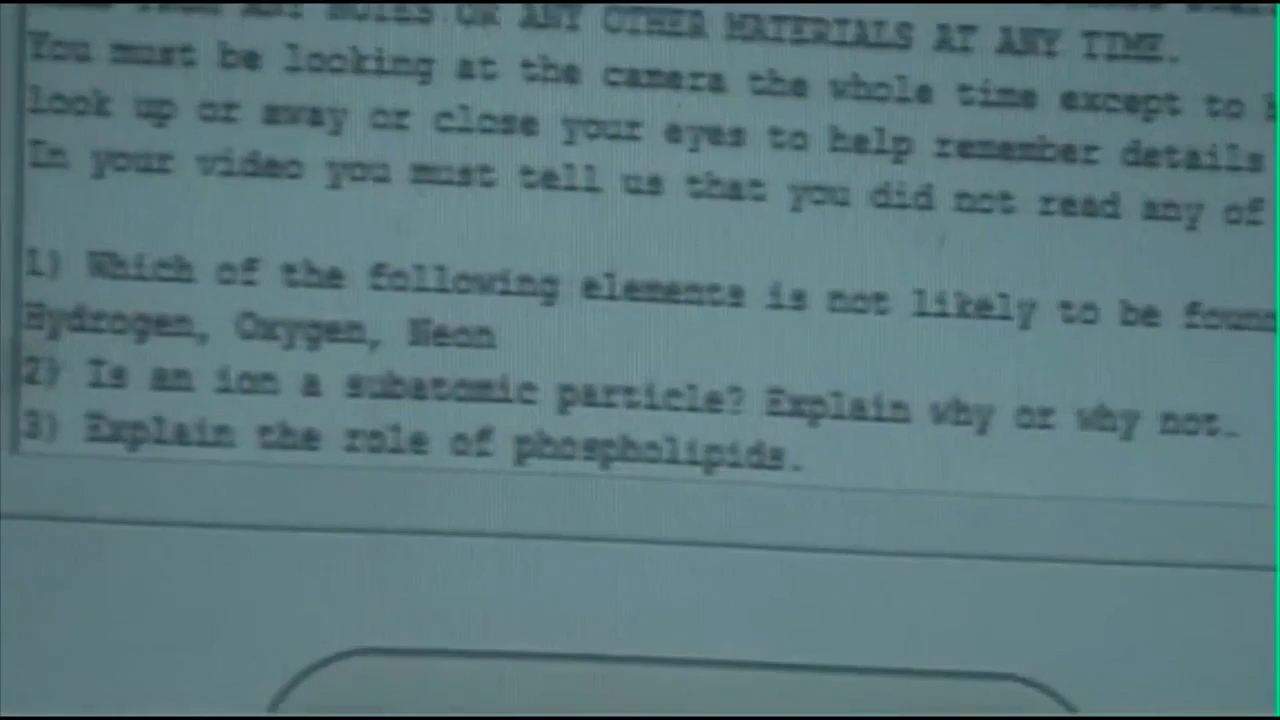 ANY NOTES OR ANY OTHER MATERIALS AT ANY TIME.
You must be looking at the camera the whole time except to
look up or away or close your eyes to help remember details
In your video you must tell us that you did not read any of
1) Which of the following elements is not likely to be found
Hydrogen, Oxygen, Neon
2) Is an ion a subatomic particle? Explain why or why not.
3) Explain the role of phospholipids.